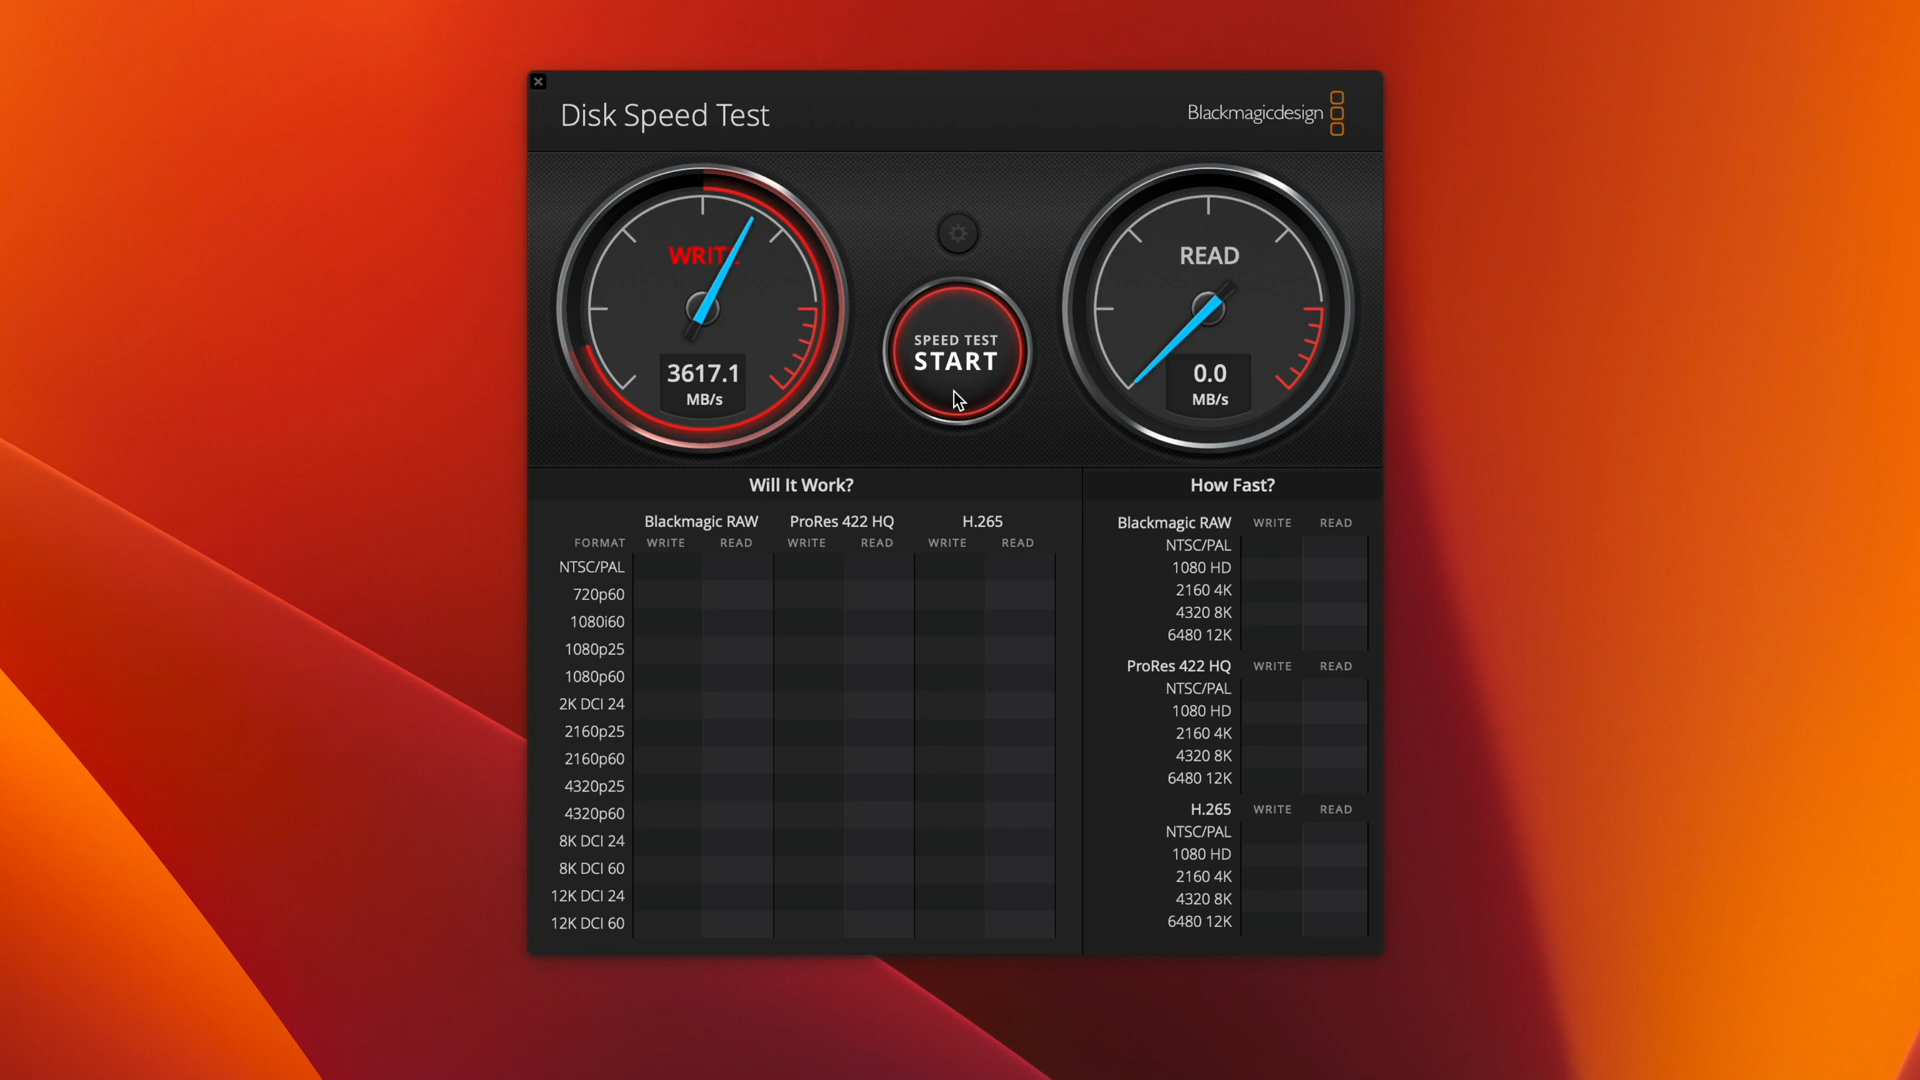 Disk Speed Test
Blackmagicdesign
WRITE
3617.1
MB/s
SPEED TEST
START
READ
0.0
MB/s
Will It Work?
Blackmagic RAW ProRes 422 HQ H.265
FORMAT WRITE READ WRITE READ WRITE READ
NTSC/PAL
720p60
1080i60
1080p25
1080p60
2K DCI 24
2160p25
2160p60
4320p25
4320p60
8K DCI 24
8K DCI 60
12K DCI 24
12K DCI 60
How Fast?
Blackmagic RAW WRITE READ
NTSC/PAL
1080 HD
2160 4K
4320 8K
6480 12K
ProRes 422 HQ WRITE READ
NTSC/PAL
1080 HD
2160 4K
4320 8K
6480 12K
H.265 WRITE READ
NTSC/PAL
1080 HD
2160 4K
4320 8K
6480 12K